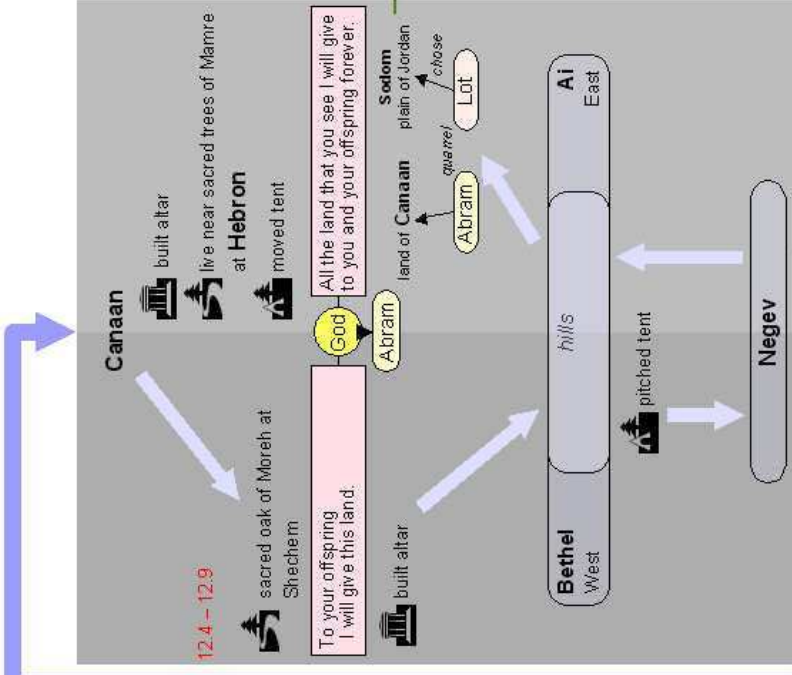 Canaan
12.4 – 12.9
sacred oak of Moreh at
Shechem
To your offspring
I will give this land.
built altar
God
Abram
built altar
live near sacred trees of Mamre
at Hebron
moved tent
All the land that you see I will give
to you and your offspring forever.
land of Canaan
Abram
quarrel
Sodom
plain of Jordan
chose
Lot
Bethel
West
hills
Ai
East
pitched tent
Negev